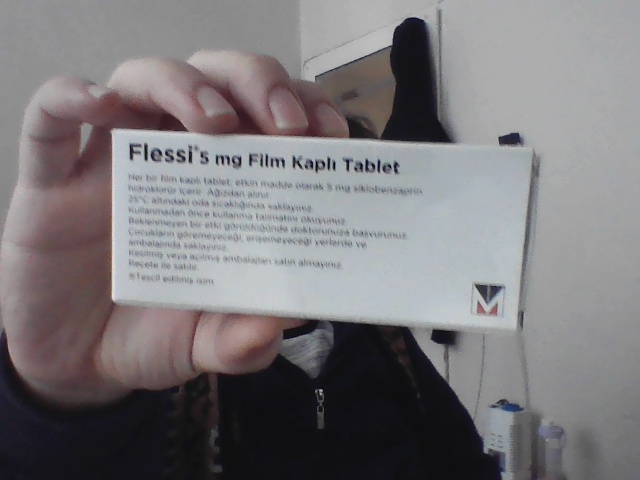 Flessi® 5 mg Film Kaplı Tablet
Her bir film kaplı tablet, etkin madde olarak 5 mg siklobenzaprin
hidroklorür içerir. Ağızdan alınır.
25°C altındaki oda sıcaklığında saklayınız.
Kullanmadan önce kullanma talimatını okuyunuz.
Beklenmeyen bir etki görüldüğünde doktorunuza başvurunuz.
Çocukların göremeyeceği, erişemeyeceği yerlerde ve
ambalajında saklayınız.
Kesilmiş veya açılmış ambalajları satın almayınız.
Reçete ile satılır.
®Tescil edilmiş isim